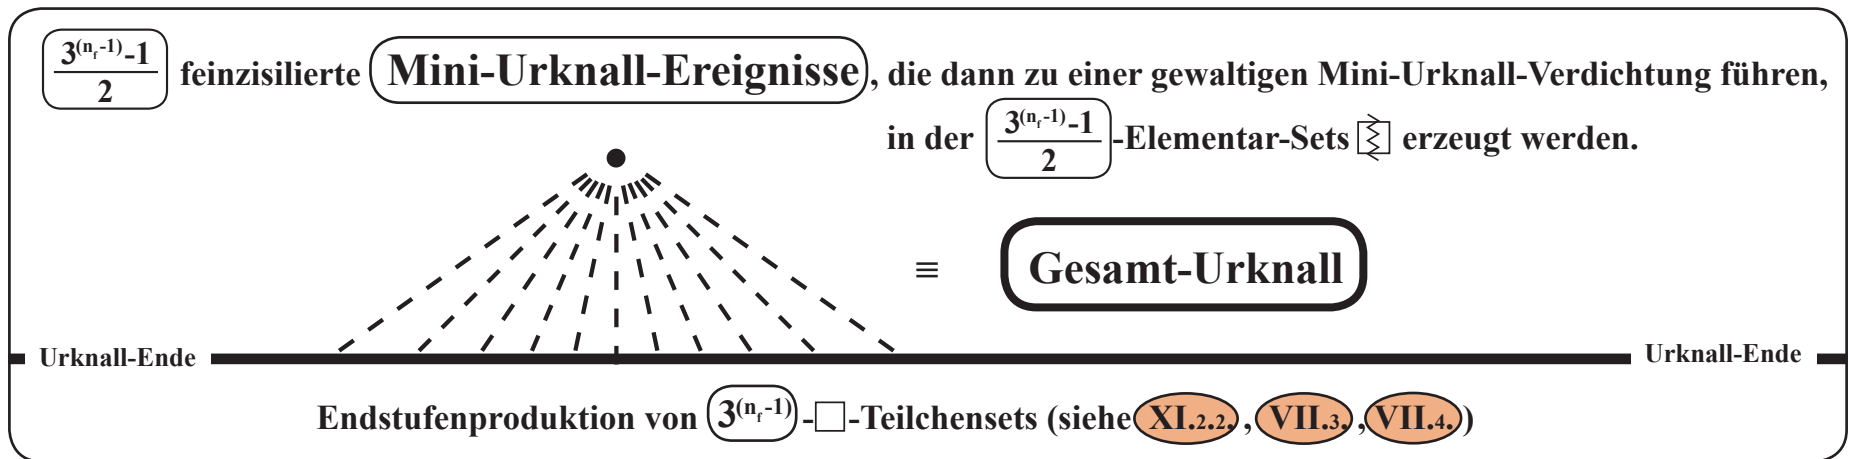 3^(n_f-1)-1 / 2 feinzisilierte Mini-Urknall-Ereignisse, die dann zu einer gewaltigen Mini-Urknall-Verdichtung führen,
in der 3^(n_f-1)-1 / 2 -Elementar-Sets erzeugt werden.
≡ Gesamt-Urknall
Urknall-Ende Urknall-Ende
Endstufenproduktion von 3^(n_f-1) -□-Teilchensets (siehe XI.2.2., VII.3., VII.4.)